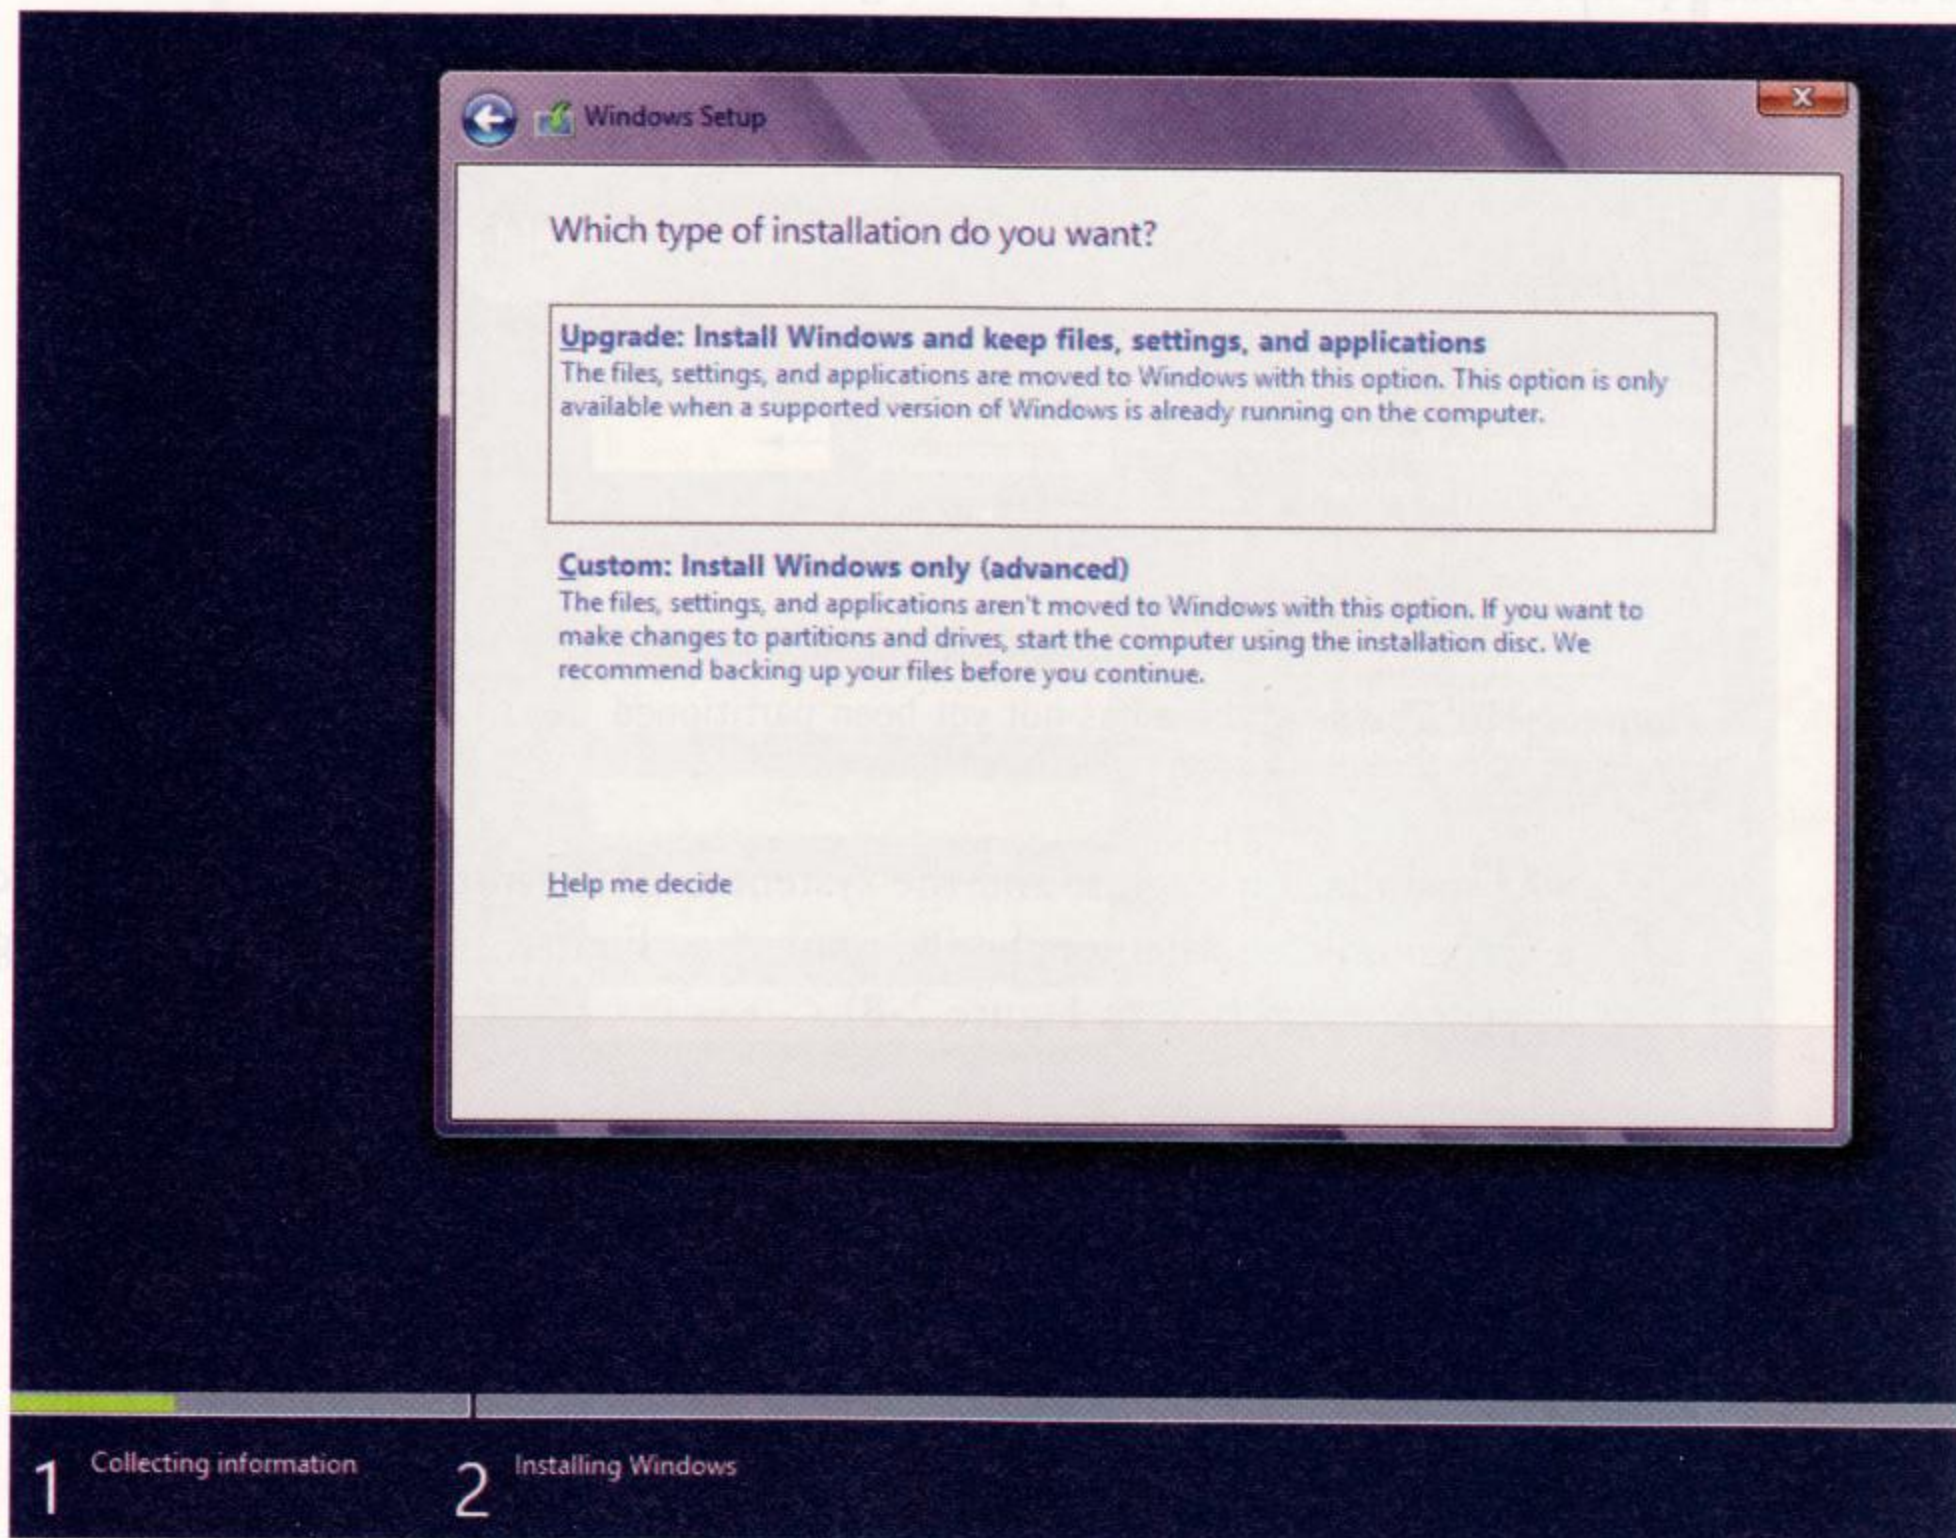 Windows Setup
Which type of installation do you want?
Upgrade: Install Windows and keep files, settings, and applications
The files, settings, and applications are moved to Windows with this option. This option is only
available when a supported version of Windows is already running on the computer.
Custom: Install Windows only (advanced)
The files, settings, and applications aren't moved to Windows with this option. If you want to
make changes to partitions and drives, start the computer using the installation disc. We
recommend backing up your files before you continue.
Help me decide
1 Collecting information
2 Installing Windows